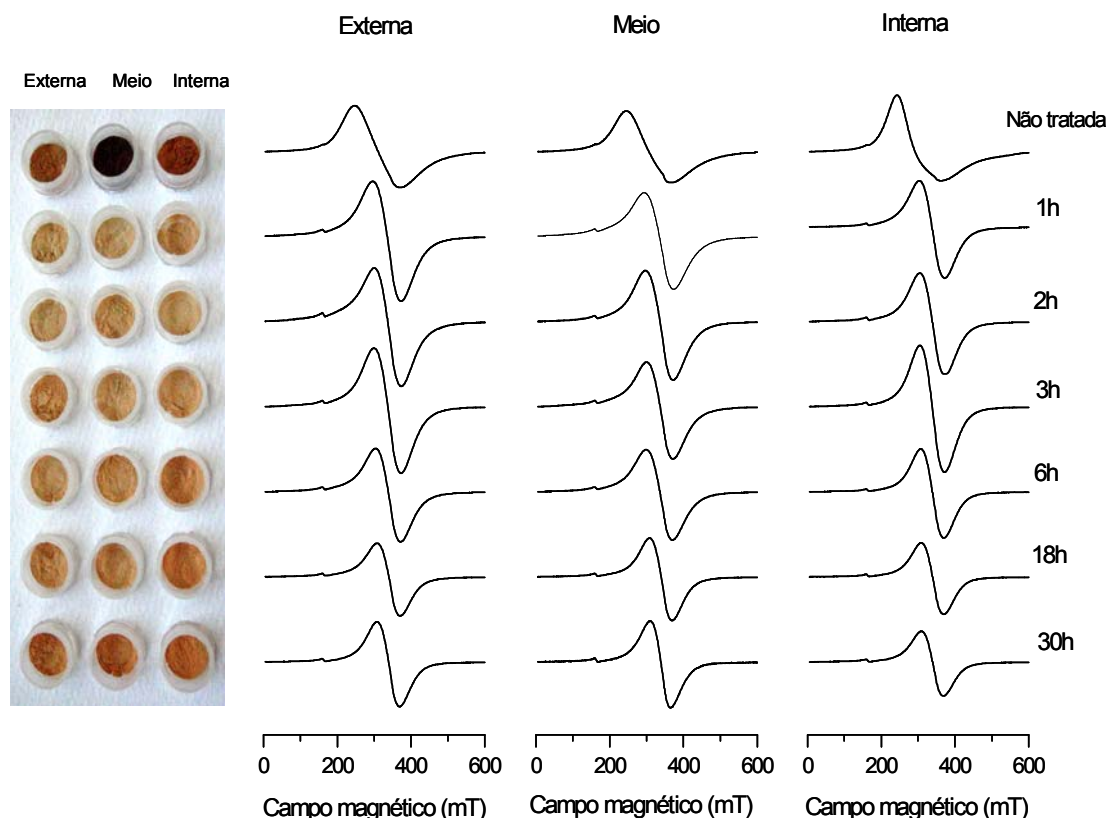 Externa Meio Interna
Externa Meio Interna
Não tratada
1h
2h
3h
6h
18h
30h
0 200 400 600 0 200 400 600 0 200 400 600
Campo magnético (mT) Campo magnético (mT) Campo magnético (mT)